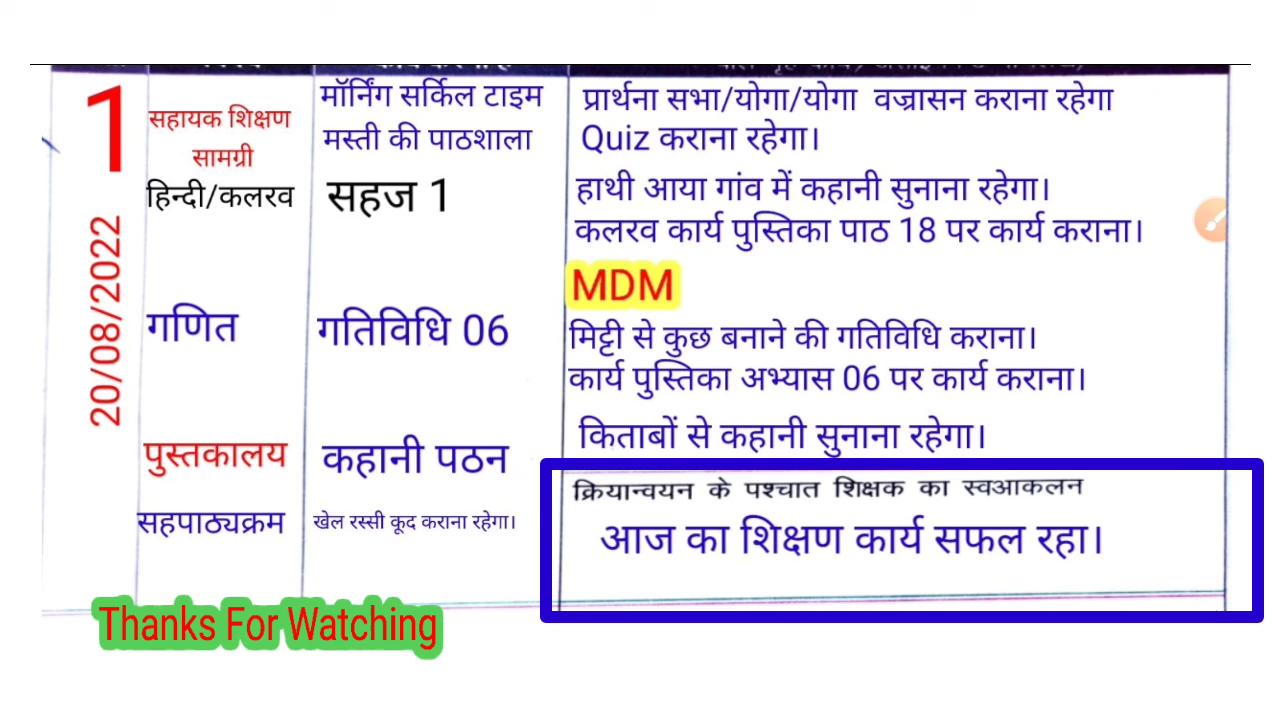 1
20/08/2022
सहायक शिक्षण
सामग्री
मॉर्निंग सर्किल टाइम
मस्ती की पाठशाला
प्रार्थना सभा/योगा/योगा वज्रासन कराना रहेगा
Quiz कराना रहेगा।
हिन्दी/कलरव
सहज 1
हाथी आया गांव में कहानी सुनाना रहेगा।
कलरव कार्य पुस्तिका पाठ 18 पर कार्य कराना।
MDM
गणित
गतिविधि 06
मिट्टी से कुछ बनाने की गतिविधि कराना।
कार्य पुस्तिका अभ्यास 06 पर कार्य कराना।
पुस्तकालय
कहानी पठन
किताबों से कहानी सुनाना रहेगा।
सहपाठ्यक्रम
खेल रस्सी कूद कराना रहेगा।
क्रियान्वयन के पश्चात शिक्षक का स्वआकलन
आज का शिक्षण कार्य सफल रहा।
Thanks For Watching